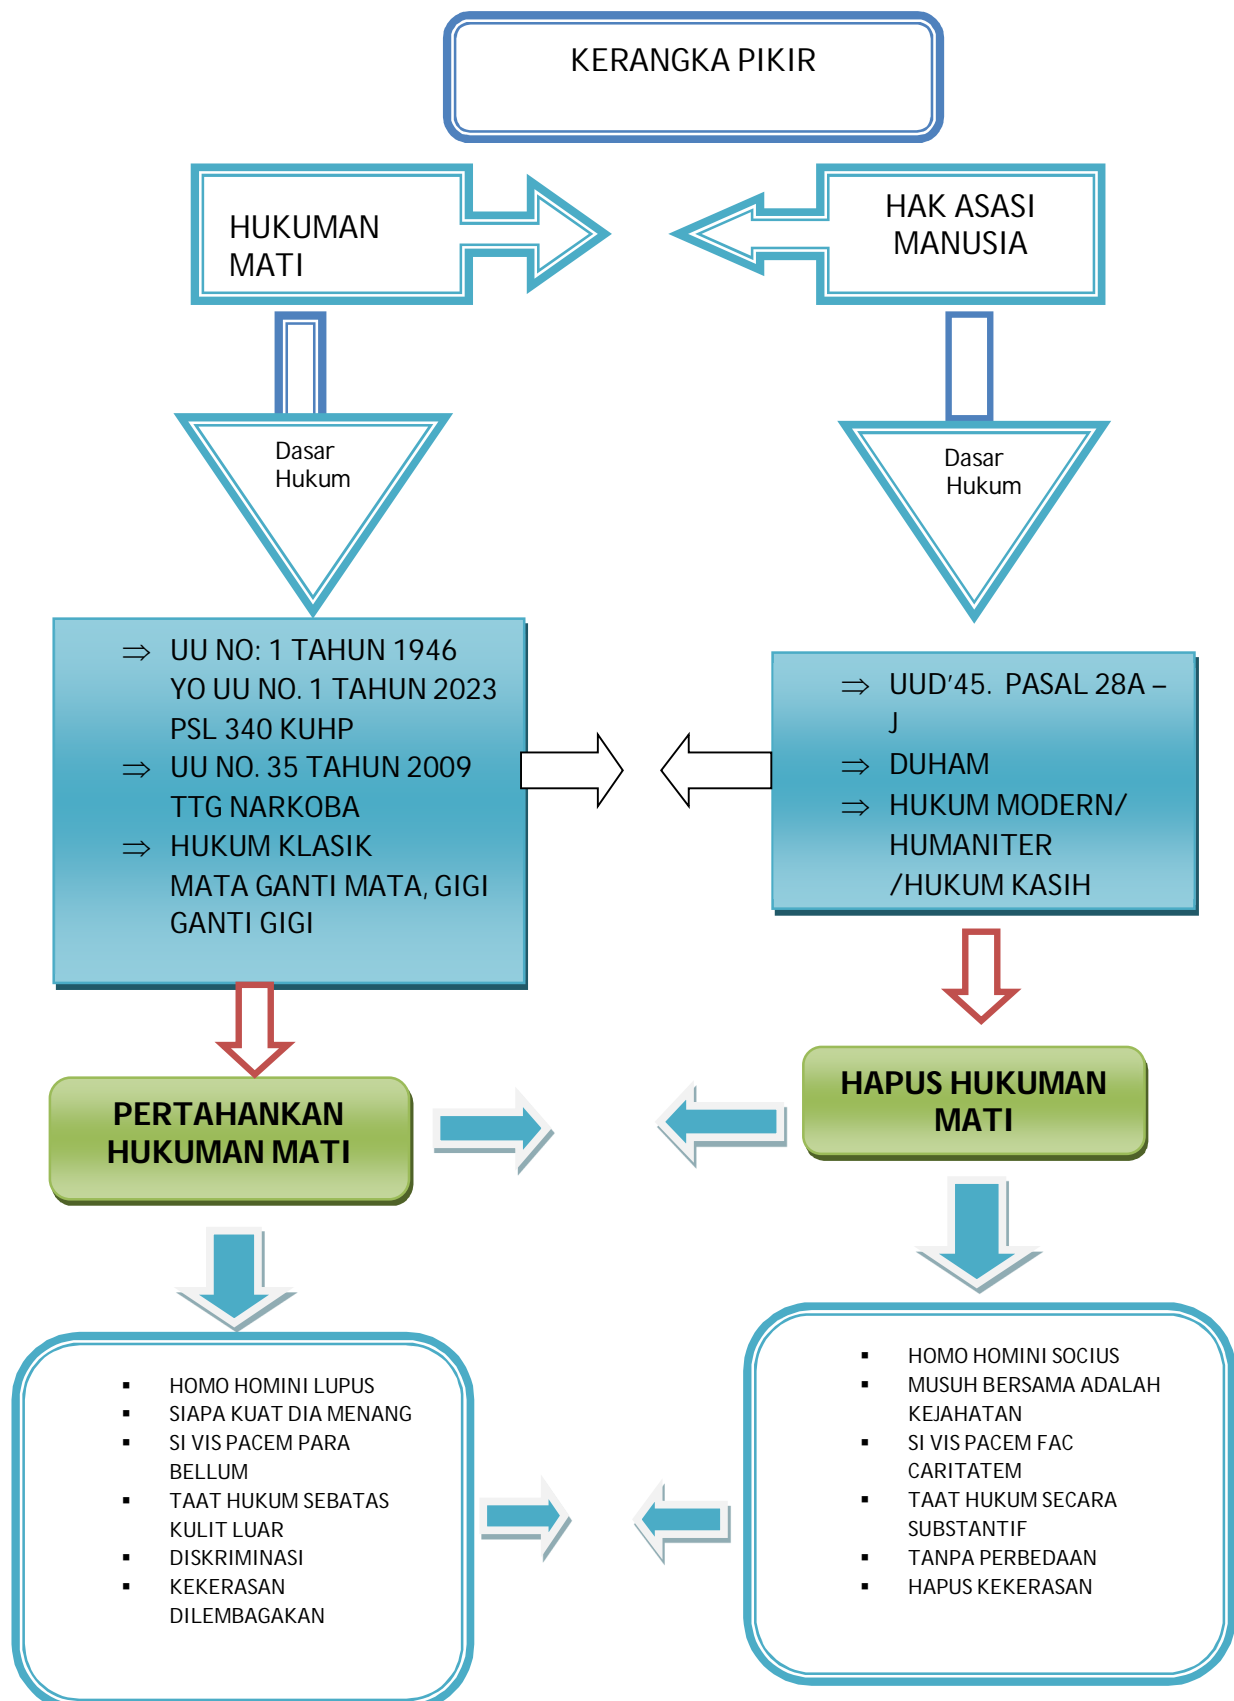 KERANGKA PIKIR
HUKUMAN
MATI
HAK ASASI
MANUSIA
Dasar
Hukum
Dasar
Hukum
⇒ UU NO: 1 TAHUN 1946
YO UU NO. 1 TAHUN 2023
PSL 340 KUHP
⇒ UU NO. 35 TAHUN 2009
TTG NARKOBA
⇒ HUKUM KLASIK
MATA GANTI MATA, GIGI
GANTI GIGI
⇒ UUD’45. PASAL 28A –
J
⇒ DUHAM
⇒ HUKUM MODERN/
HUMANITER
/HUKUM KASIH
PERTAHANKAN
HUKUMAN MATI
HAPUS HUKUMAN
MATI
▪ HOMO HOMINI LUPUS
▪ SIAPA KUAT DIA MENANG
▪ SI VIS PACEM PARA
BELLUM
▪ TAAT HUKUM SEBATAS
KULIT LUAR
▪ DISKRIMINASI
▪ KEKERASAN
DILEMBAGAKAN
▪ HOMO HOMINI SOCIUS
▪ MUSUH BERSAMA ADALAH
KEJAHATAN
▪ SI VIS PACEM FAC
CARITATEM
▪ TAAT HUKUM SECARA
SUBSTANTIF
▪ TANPA PERBEDAAN
▪ HAPUS KEKERASAN